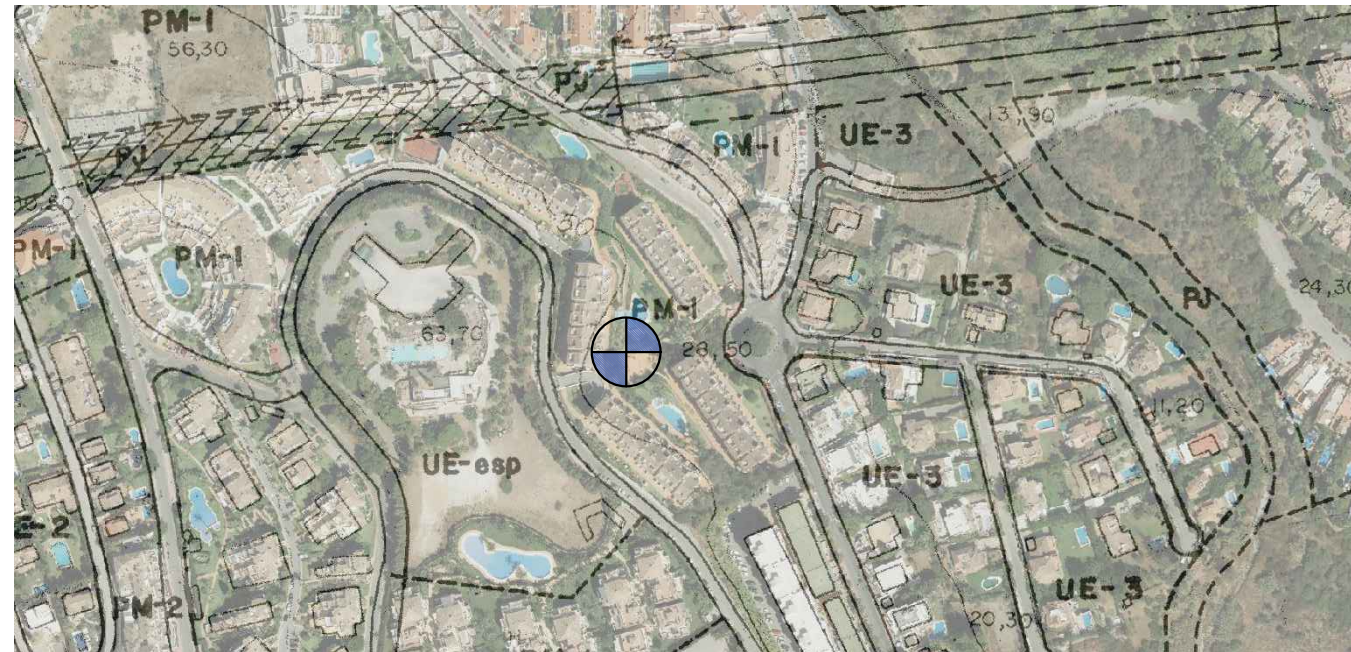 PM-1
56,30
PJ
13,90
PM-1
UE-3
PJ
30
PM-1
PM-1
UE-3
24,30
PJ
PM-1
63,70
28,50
11,20
UE-esp
UE-3
E-2
UE-3
PM-2
20,30